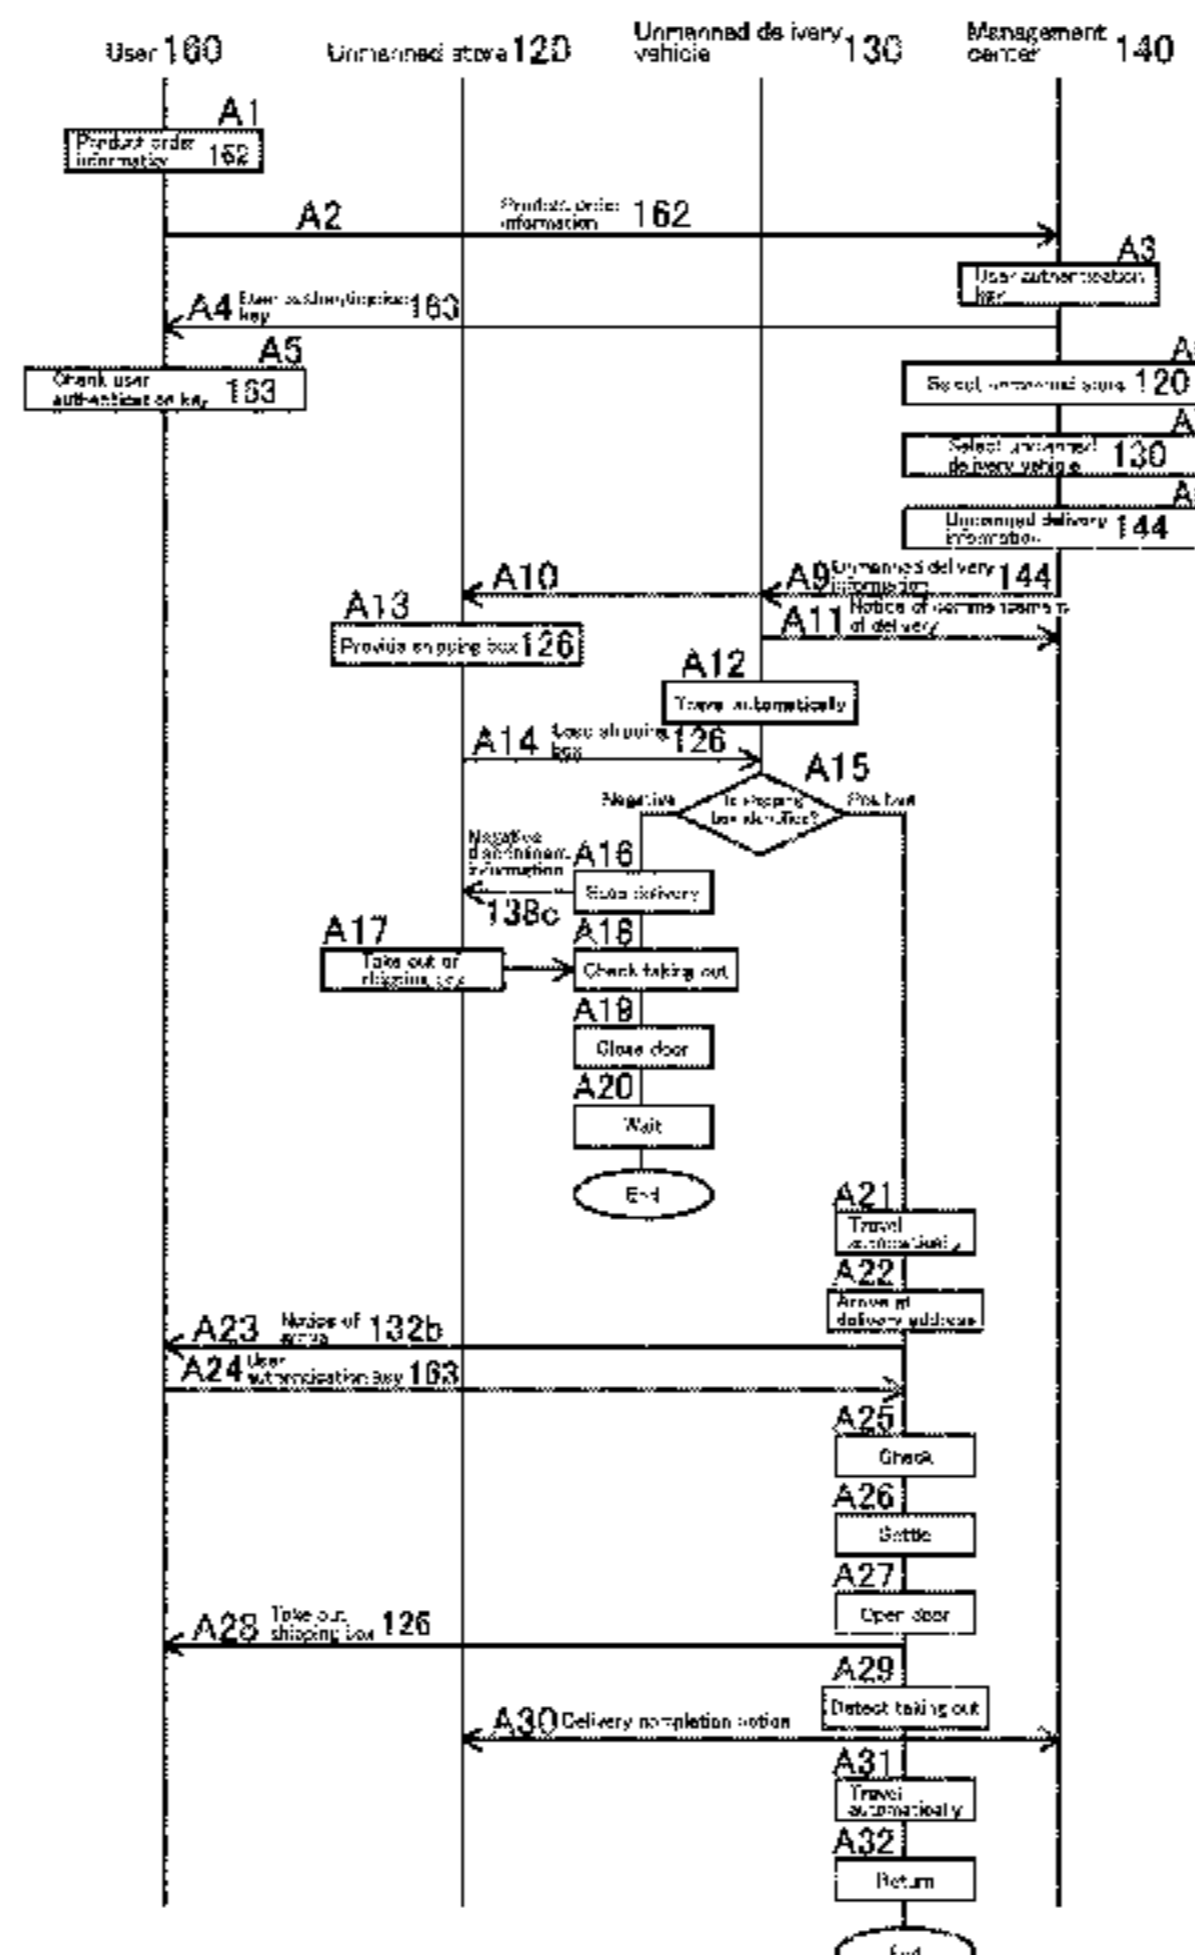 User 160
Unmanned store 120
Unmanned delivery
vehicle 130
Management
center 140
A1
Product order
information 162
A2
Product order
information 162
A3
User authentication
key
A4 User authentication
key 163
A5
Check user
authentication key 163
Select unmanned store 120
Select unmanned
delivery vehicle 130
Unmanned delivery
information 144
A10
A9 Unmanned delivery
information 144
A11 Notice of commencement
of delivery
A13
Provide shipping box 126
A12
Travel automatically
A14 Load shipping
box 126
A15
Negative
Is shipping
box identified?
Positive
Negative
information
138c
A16
Stop delivery
A17
Take out of
shipping box
A18
Check taking out
A19
Close door
A20
Wait
End
A21
Travel
automatically
A22
Arrive at
delivery address
A23 Notice of
arrival 132b
A24 User
authentication key 163
A25
Check
A26
Settle
A27
Open door
A28 Take out
shipping box 126
A29
Detect taking out
A30 Delivery completion notice
A31
Travel
automatically
A32
Return
End